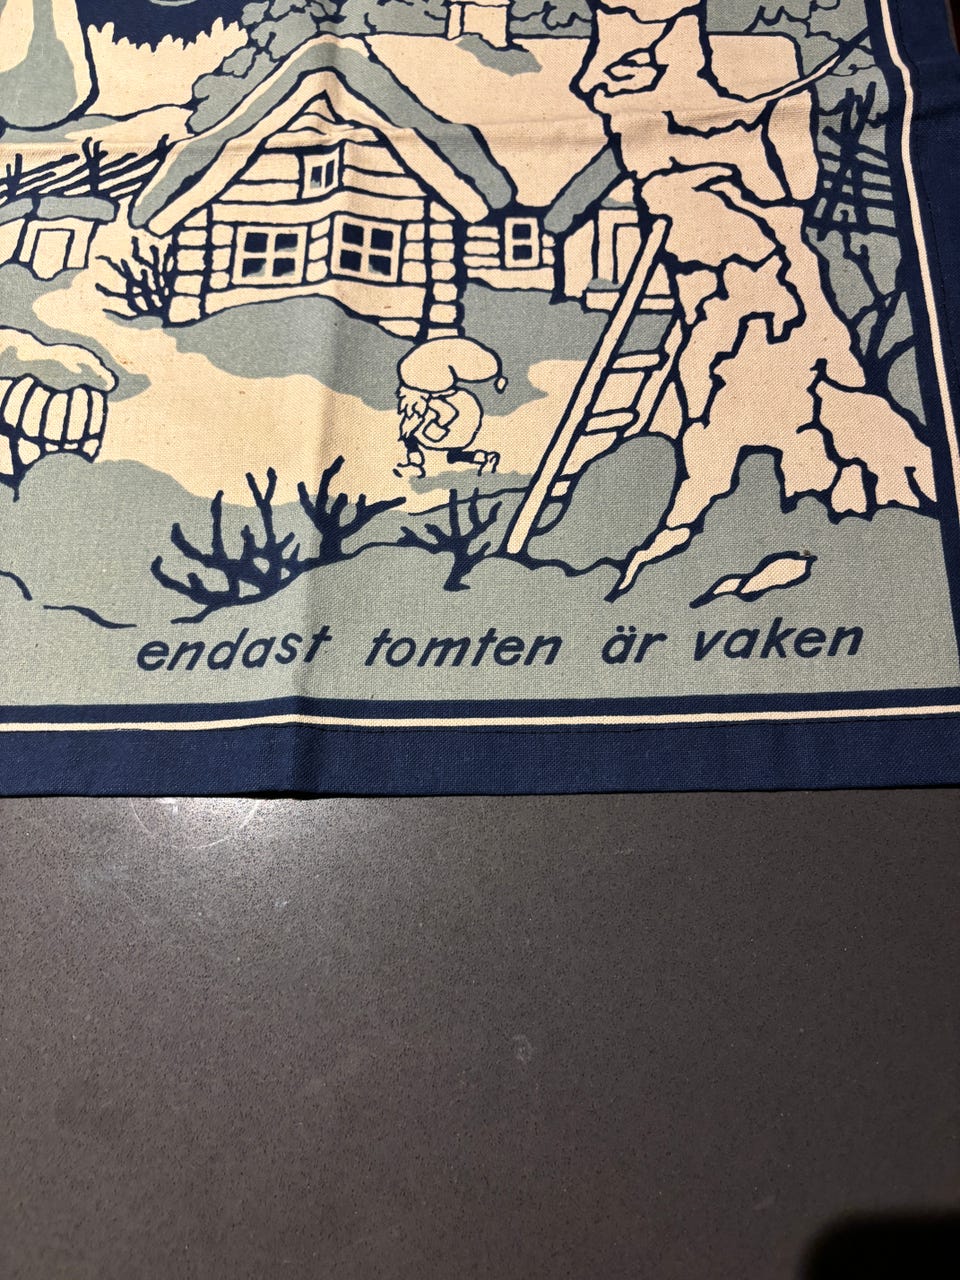 endast tomten är vaken